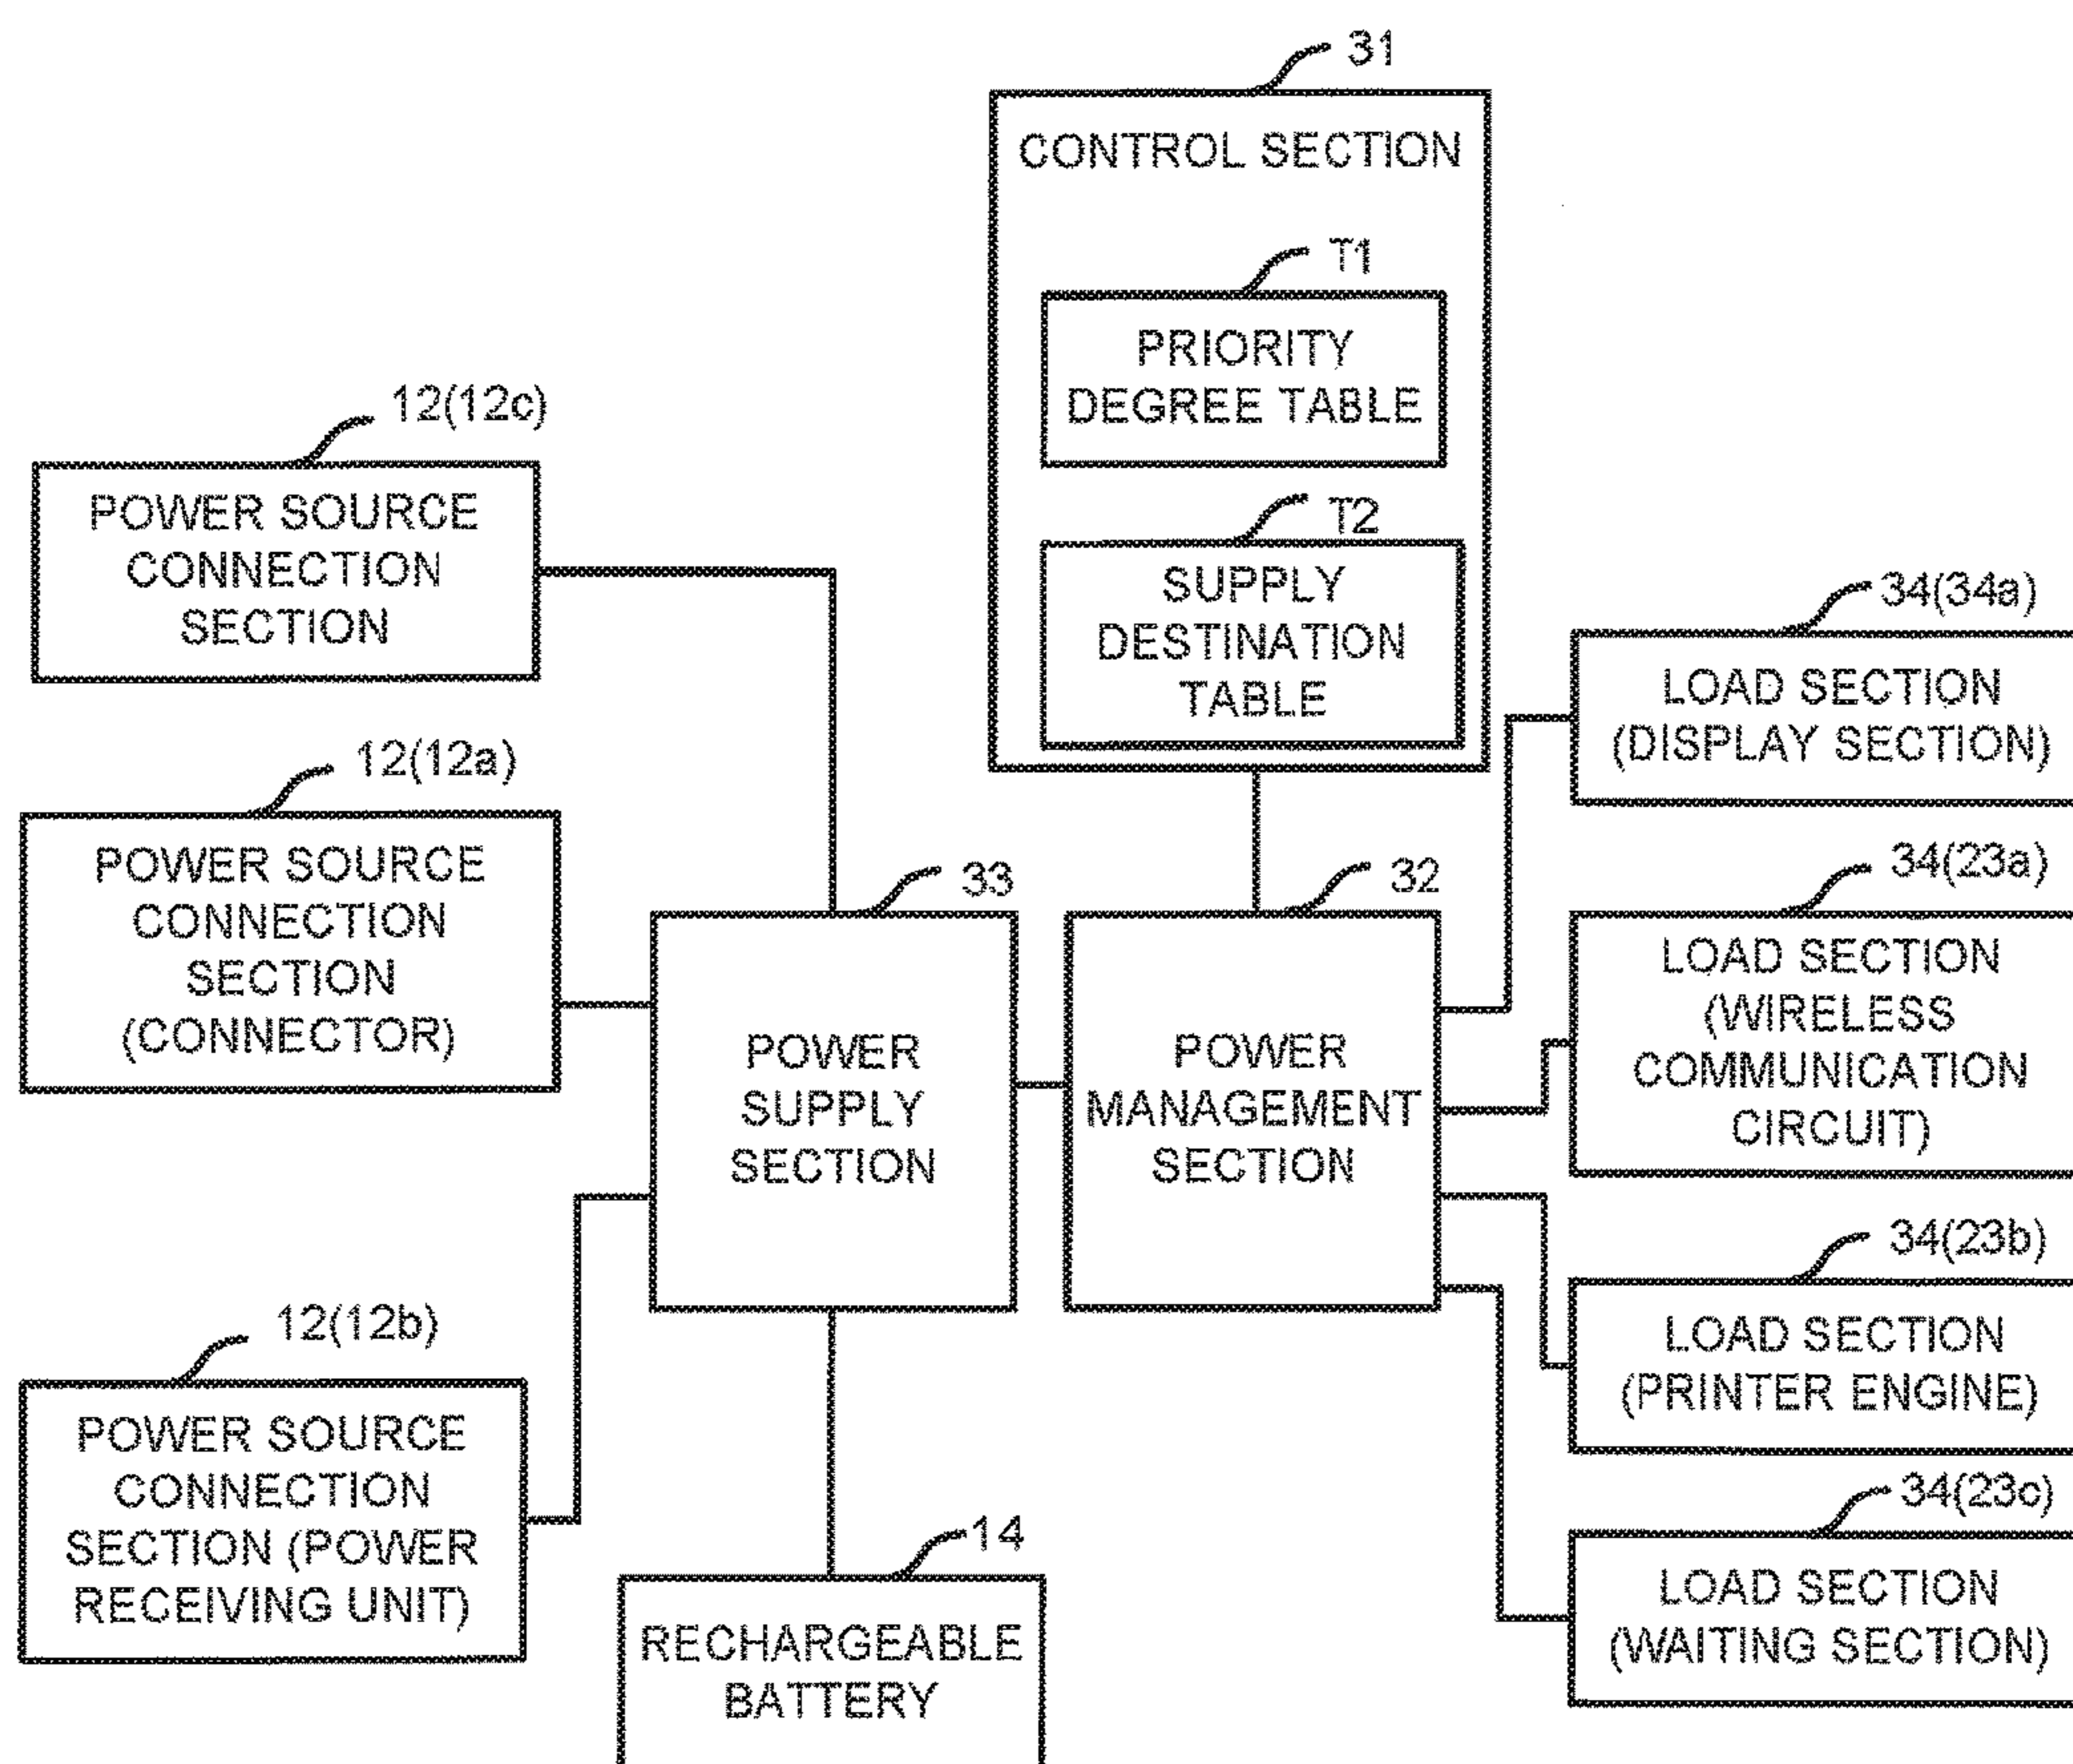 31
CONTROL SECTION
T1
PRIORITY
DEGREE TABLE
T2
SUPPLY
DESTINATION
TABLE
12(12c)
POWER SOURCE
CONNECTION
SECTION
12(12a)
POWER SOURCE
CONNECTION
SECTION
(CONNECTOR)
12(12b)
POWER SOURCE
CONNECTION
SECTION (POWER
RECEIVING UNIT)
33
POWER
SUPPLY
SECTION
32
POWER
MANAGEMENT
SECTION
14
RECHARGEABLE
BATTERY
34(34a)
LOAD SECTION
(DISPLAY SECTION)
34(23a)
LOAD SECTION
(WIRELESS
COMMUNICATION
CIRCUIT)
34(23b)
LOAD SECTION
(PRINTER ENGINE)
34(23c)
LOAD SECTION
(WAITING SECTION)